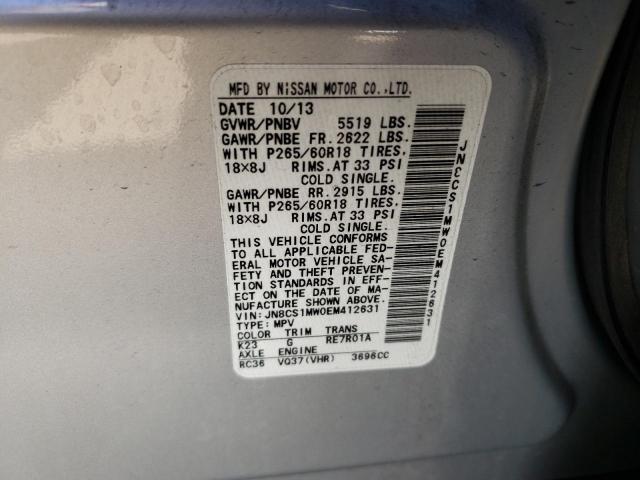 MFD BY NISSAN MOTOR CO.,LTD.
DATE 10/13
GVWR/PNBV 5519 LBS.
GAWR/PNBE FR. 2622 LBS.
WITH P265/60R18 TIRES.
18×8J RIMS.AT 33 PSI
COLD SINGLE.
GAWR/PNBE RR. 2915 LBS.
WITH P265/60R18 TIRES.
18×8J RIMS.AT 33 PSI
COLD SINGLE.
THIS VEHICLE CONFORMS
TO ALL APPLICABLE FED-
ERAL MOTOR VEHICLE SA-
FETY AND THEFT PREVEN-
TION STANDARDS IN EFF-
ECT ON THE DATE OF MA-
NUFACTURE SHOWN ABOVE.
VIN: JN8CS1MW0EM412631
TYPE: MPV
COLOR TRIM TRANS
K23 G RE7R01A
AXLE ENGINE
RC36 VQ37(VHR) 3696CC
JN8CS1MW0EM412631